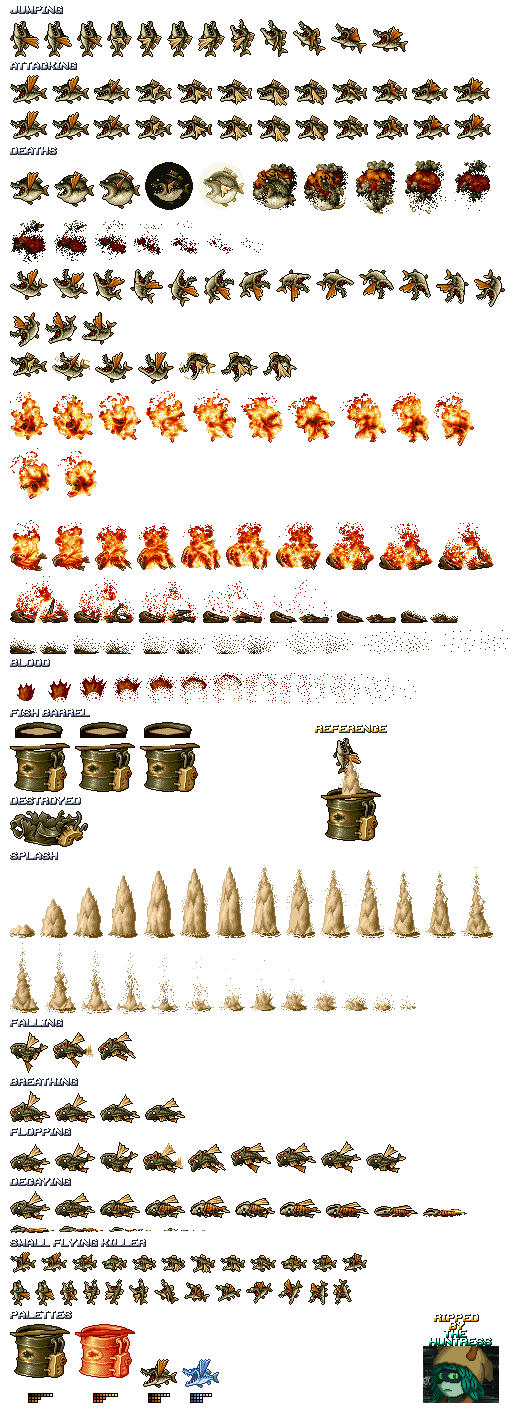 JUMPING
ATTACKING
DEATHS
BLOOD
FISH BARREL
REFERENCE
DESTROYED
SPLASH
FALLING
BREATHING
FLOPPING
DECAYING
SMALL FLYING KILLER
PALETTES
RIPPED
BY
THE
HUNTRESS